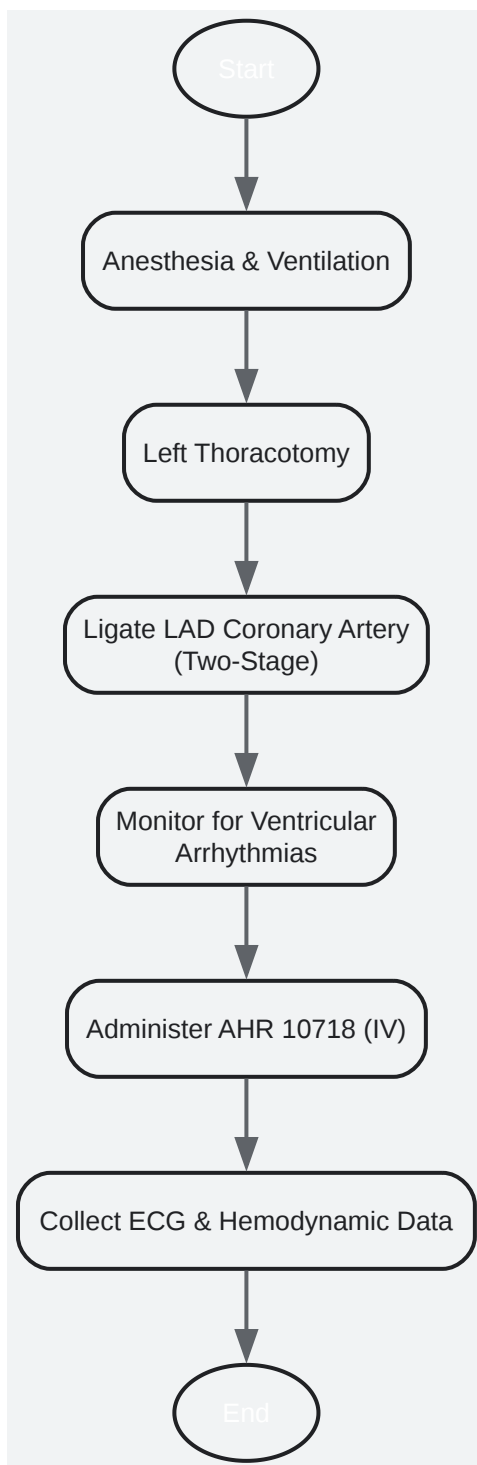 Start
Anesthesia & Ventilation
Left Thoracotomy
Ligate LAD Coronary Artery
(Two-Stage)
Monitor for Ventricular
Arrhythmias
Administer AHR 10718 (IV)
Collect ECG & Hemodynamic Data
End